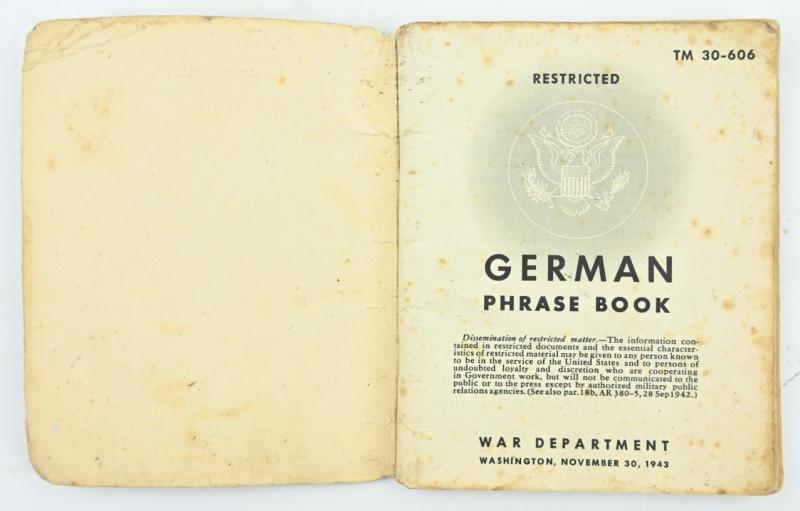 TM 30-606
RESTRICTED
GERMAN
PHRASE BOOK
Dissemination of restricted matter.—The information con-
tained in restricted documents and the essential character-
istics of restricted material may be given to any person known
to be in the service of the United States and to persons of
undoubted loyalty and discretion who are cooperating
in Government work, but will not be communicated to the
public or to the press except by authorized military public
relations agencies. (See also par. 18b, AR 380-5, 28 Sep 1942.)
WAR DEPARTMENT
WASHINGTON, NOVEMBER 30, 1943